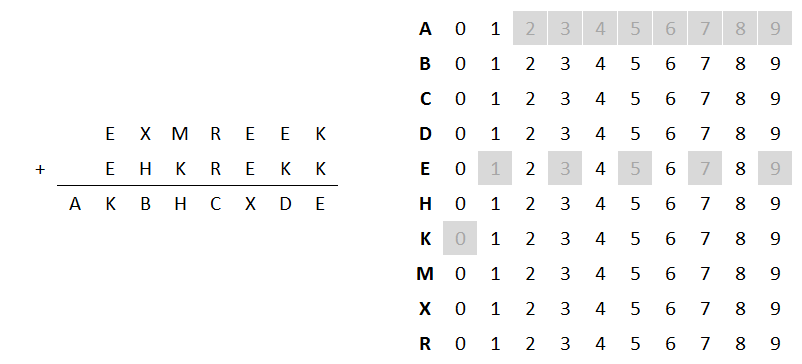 E X M R E E K
+ E H K R E K K
A K B H C X D E
A 0 1 2 3 4 5 6 7 8 9
B 0 1 2 3 4 5 6 7 8 9
C 0 1 2 3 4 5 6 7 8 9
D 0 1 2 3 4 5 6 7 8 9
E 0 1 2 3 4 5 6 7 8 9
H 0 1 2 3 4 5 6 7 8 9
K 0 1 2 3 4 5 6 7 8 9
M 0 1 2 3 4 5 6 7 8 9
X 0 1 2 3 4 5 6 7 8 9
R 0 1 2 3 4 5 6 7 8 9